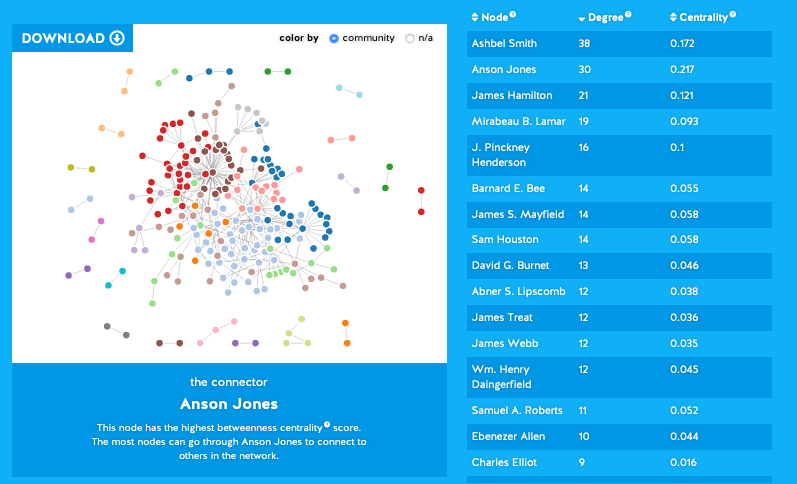 DOWNLOAD
color by community n/a
the connector
Anson Jones
This node has the highest betweenness centrality? score.
The most nodes can go through Anson Jones to connect to
others in the network.
Node? Degree? Centrality?
Ashbel Smith 38 0.172
Anson Jones 30 0.217
James Hamilton 21 0.121
Mirabeau B. Lamar 19 0.093
J. Pinckney 16 0.1
Henderson
Barnard E. Bee 14 0.055
James S. Mayfield 14 0.058
Sam Houston 14 0.058
David G. Burnet 13 0.046
Abner S. Lipscomb 12 0.038
James Treat 12 0.036
James Webb 12 0.035
Wm. Henry 12 0.045
Daingerfield
Samuel A. Roberts 11 0.052
Ebenezer Allen 10 0.044
Charles Elliot 9 0.016